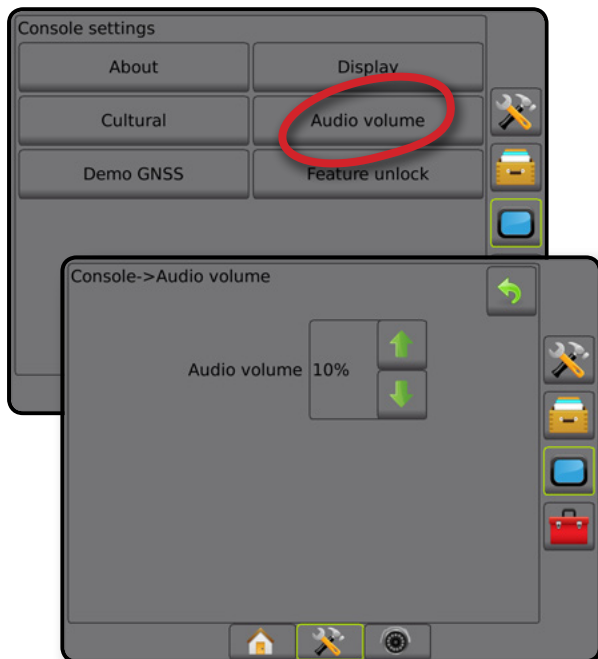 Console settings
About Display
Cultural Audio volume
Demo GNSS Feature unlock
Console->Audio volume
Audio volume 10%